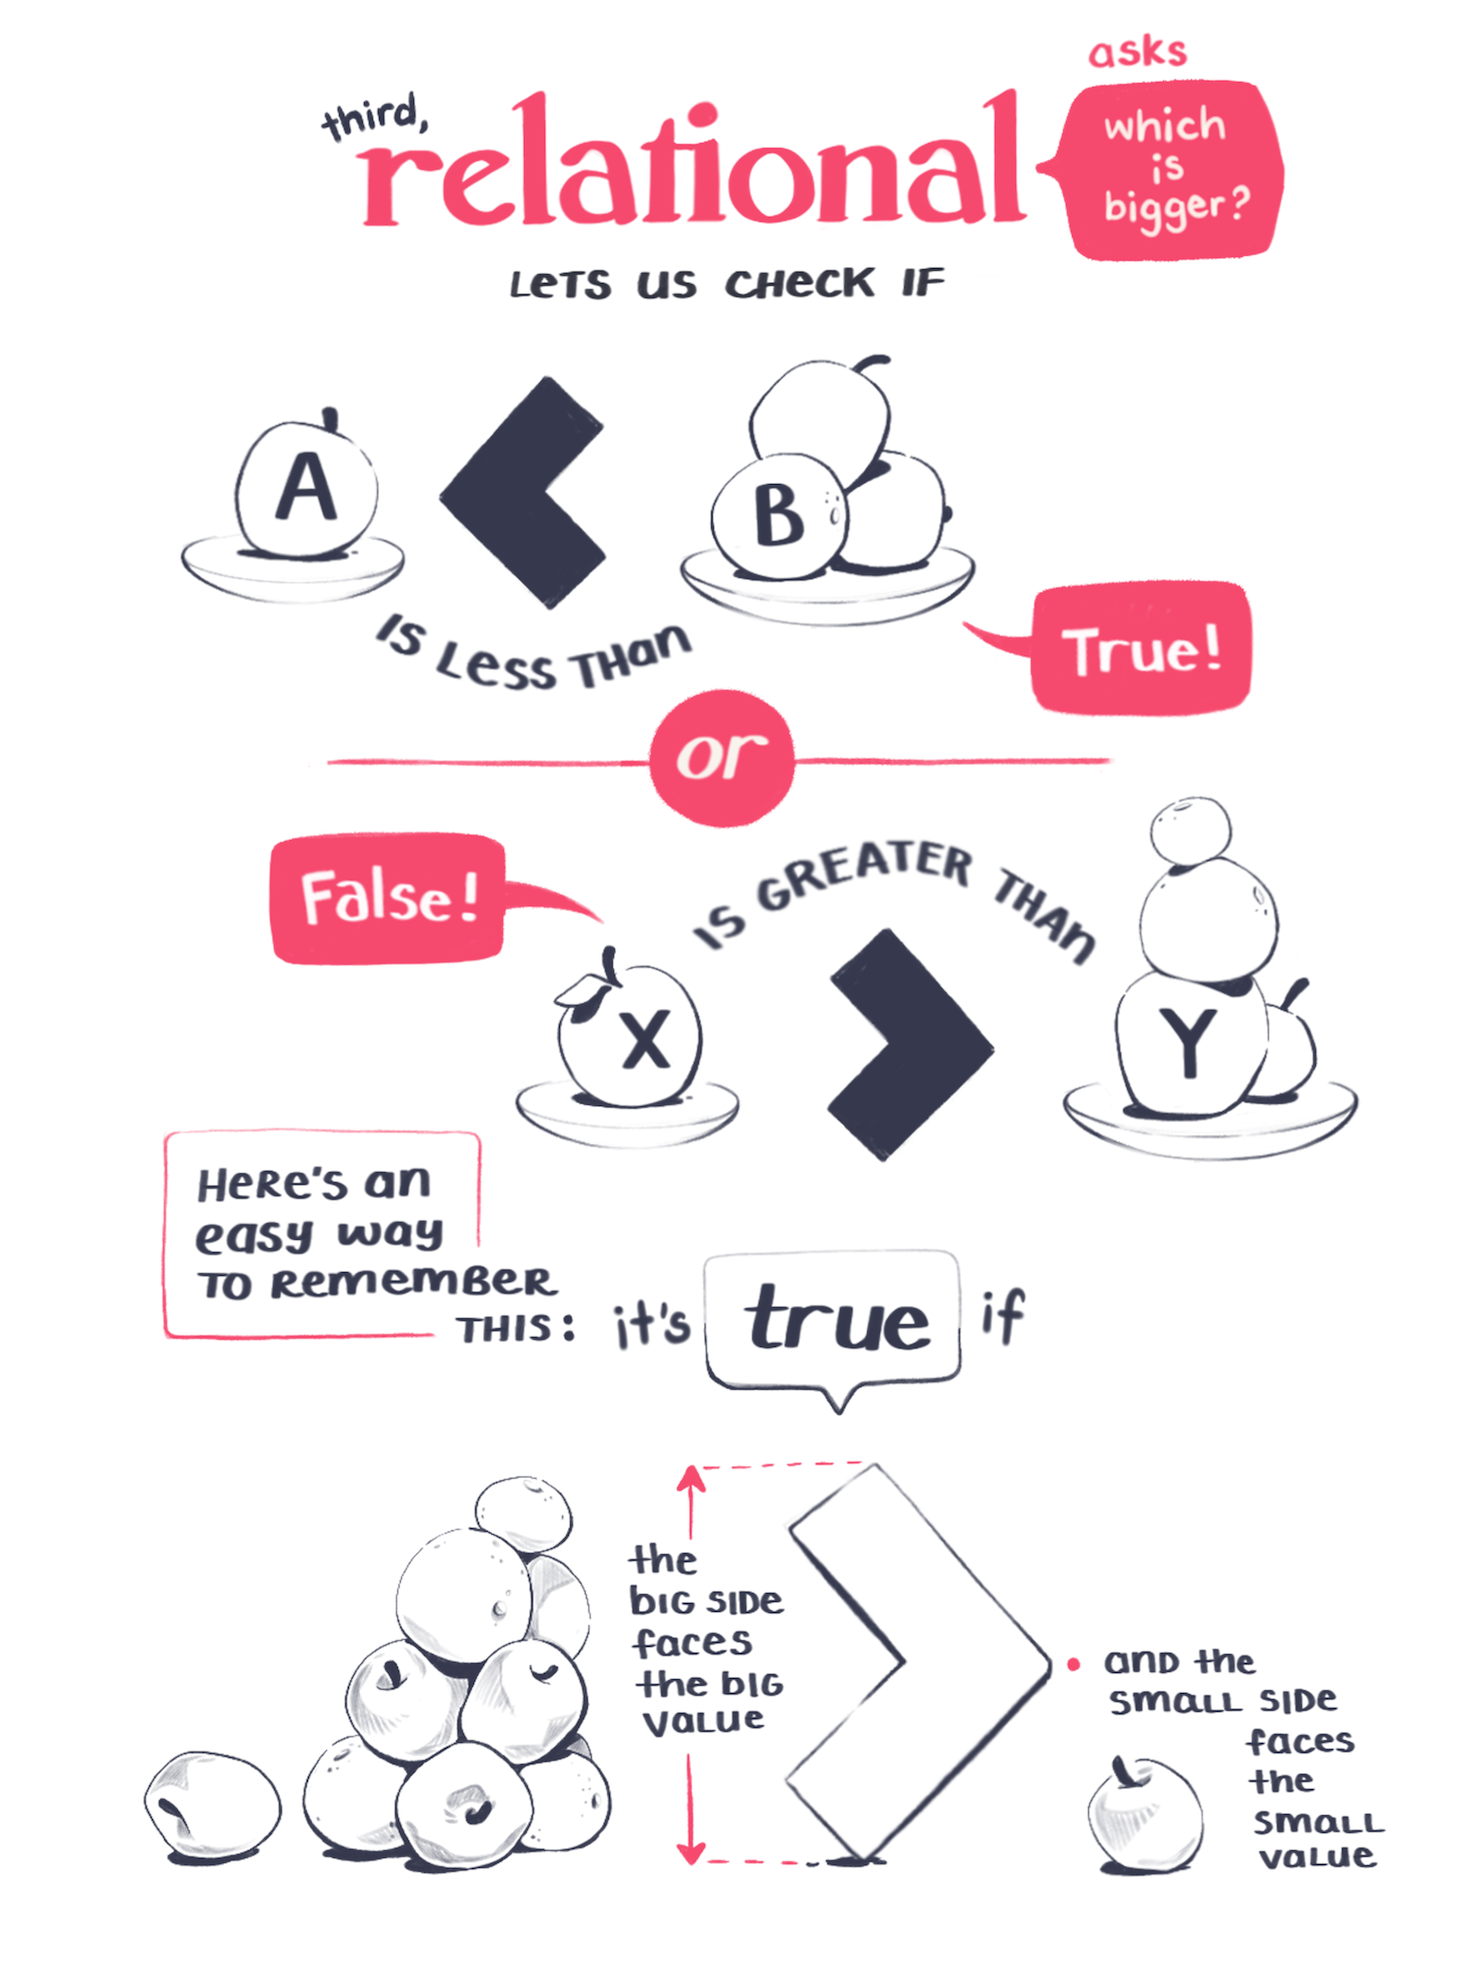 asks
third,
relational
which
is
bigger?
LETS US CHECK IF
A
B
IS LESS THAN
True!
or
False!
IS GREATER THAN
X
Y
HERE'S an
easy way
TO REMEMBER
THIS:
it's true if
the
BIG SIDE
faces
the BIG
VALUE
AND the
SMALL SIDE
faces
the
SMALL
VALUE